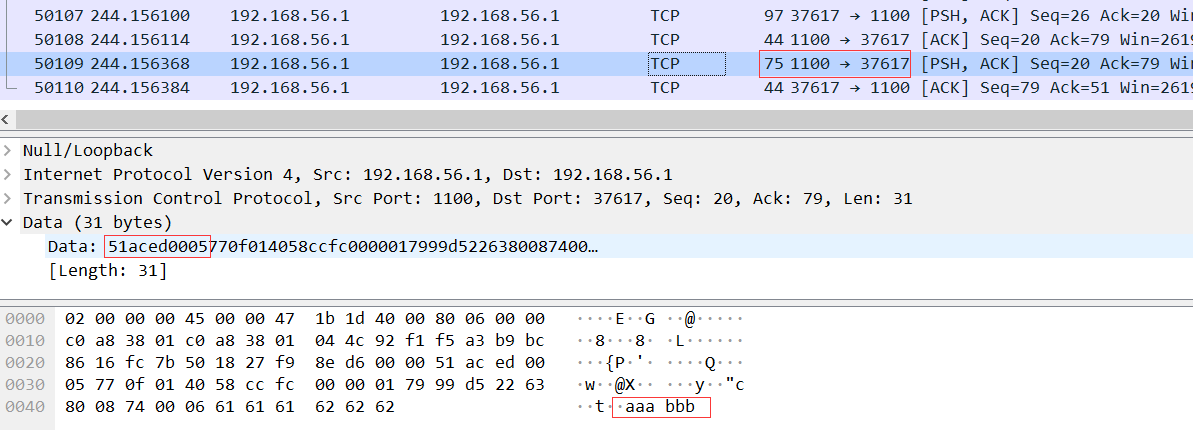 50107 244.156100 192.168.56.1 192.168.56.1 TCP 97 37617 → 1100 [PSH, ACK] Seq=26 Ack=20 Win
50108 244.156114 192.168.56.1 192.168.56.1 TCP 44 1100 → 37617 [ACK] Seq=20 Ack=79 Win=2619
50109 244.156368 192.168.56.1 192.168.56.1 TCP 75 1100 → 37617 [PSH, ACK] Seq=20 Ack=79 Win
50110 244.156384 192.168.56.1 192.168.56.1 TCP 44 37617 → 1100 [ACK] Seq=79 Ack=51 Win=2619
Null/Loopback
Internet Protocol Version 4, Src: 192.168.56.1, Dst: 192.168.56.1
Transmission Control Protocol, Src Port: 1100, Dst Port: 37617, Seq: 20, Ack: 79, Len: 31
Data (31 bytes)
Data: 51aced0005770f014058ccfc0000017999d5226380087400…
[Length: 31]
0000 02 00 00 00 45 00 00 47 1b 1d 40 00 80 06 00 00 ····E··G ··@·····
0010 c0 a8 38 01 c0 a8 38 01 04 4c 92 f1 f5 a3 b9 bc ··8···8· ·L······
0020 86 16 fc 7b 50 18 27 f9 8e d6 00 00 51 ac ed 00 ···{P·'· ····Q···
0030 05 77 0f 01 40 58 cc fc 00 00 01 79 99 d5 22 63 ·w··@X·· ···y··"c
0040 80 08 74 00 06 61 61 61 62 62 62 ··t··aaa bbb